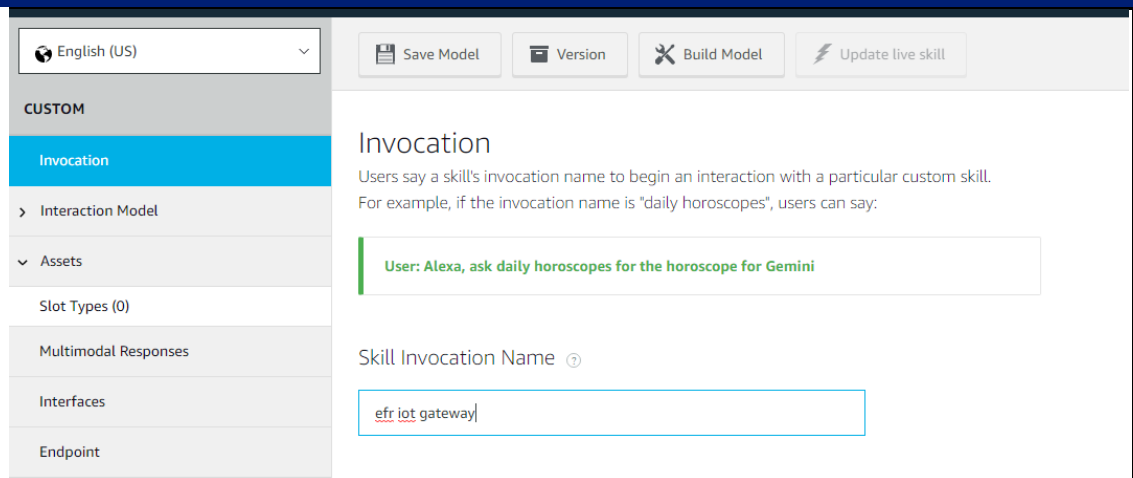 English (US)
Save Model
Version
Build Model
Update live skill
CUSTOM
Invocation
Interaction Model
Assets
Slot Types (0)
Multimodal Responses
Interfaces
Endpoint
Invocation
Users say a skill's invocation name to begin an interaction with a particular custom skill.
For example, if the invocation name is "daily horoscopes", users can say:
User: Alexa, ask daily horoscopes for the horoscope for Gemini
Skill Invocation Name ?
efr iot gateway